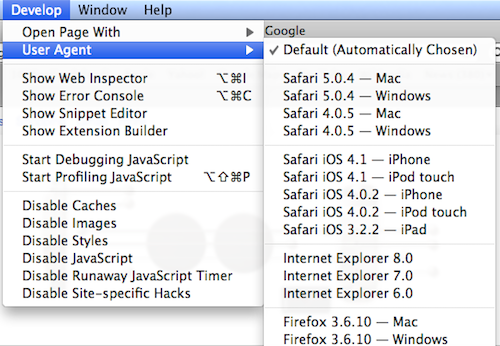 Develop Window Help
Google
Open Page With
User Agent
Show Web Inspector ⌥⌘I
Show Error Console ⌥⌘C
Show Snippet Editor
Show Extension Builder
Start Debugging JavaScript
Start Profiling JavaScript ⌥⇧⌘P
Disable Caches
Disable Images
Disable Styles
Disable JavaScript
Disable Runaway JavaScript Timer
Disable Site-specific Hacks
✓ Default (Automatically Chosen)
Safari 5.0.4 — Mac
Safari 5.0.4 — Windows
Safari 4.0.5 — Mac
Safari 4.0.5 — Windows
Safari iOS 4.1 — iPhone
Safari iOS 4.1 — iPod touch
Safari iOS 4.0.2 — iPhone
Safari iOS 4.0.2 — iPod touch
Safari iOS 3.2.2 — iPad
Internet Explorer 8.0
Internet Explorer 7.0
Internet Explorer 6.0
Firefox 3.6.10 — Mac
Firefox 3.6.10 — Windows